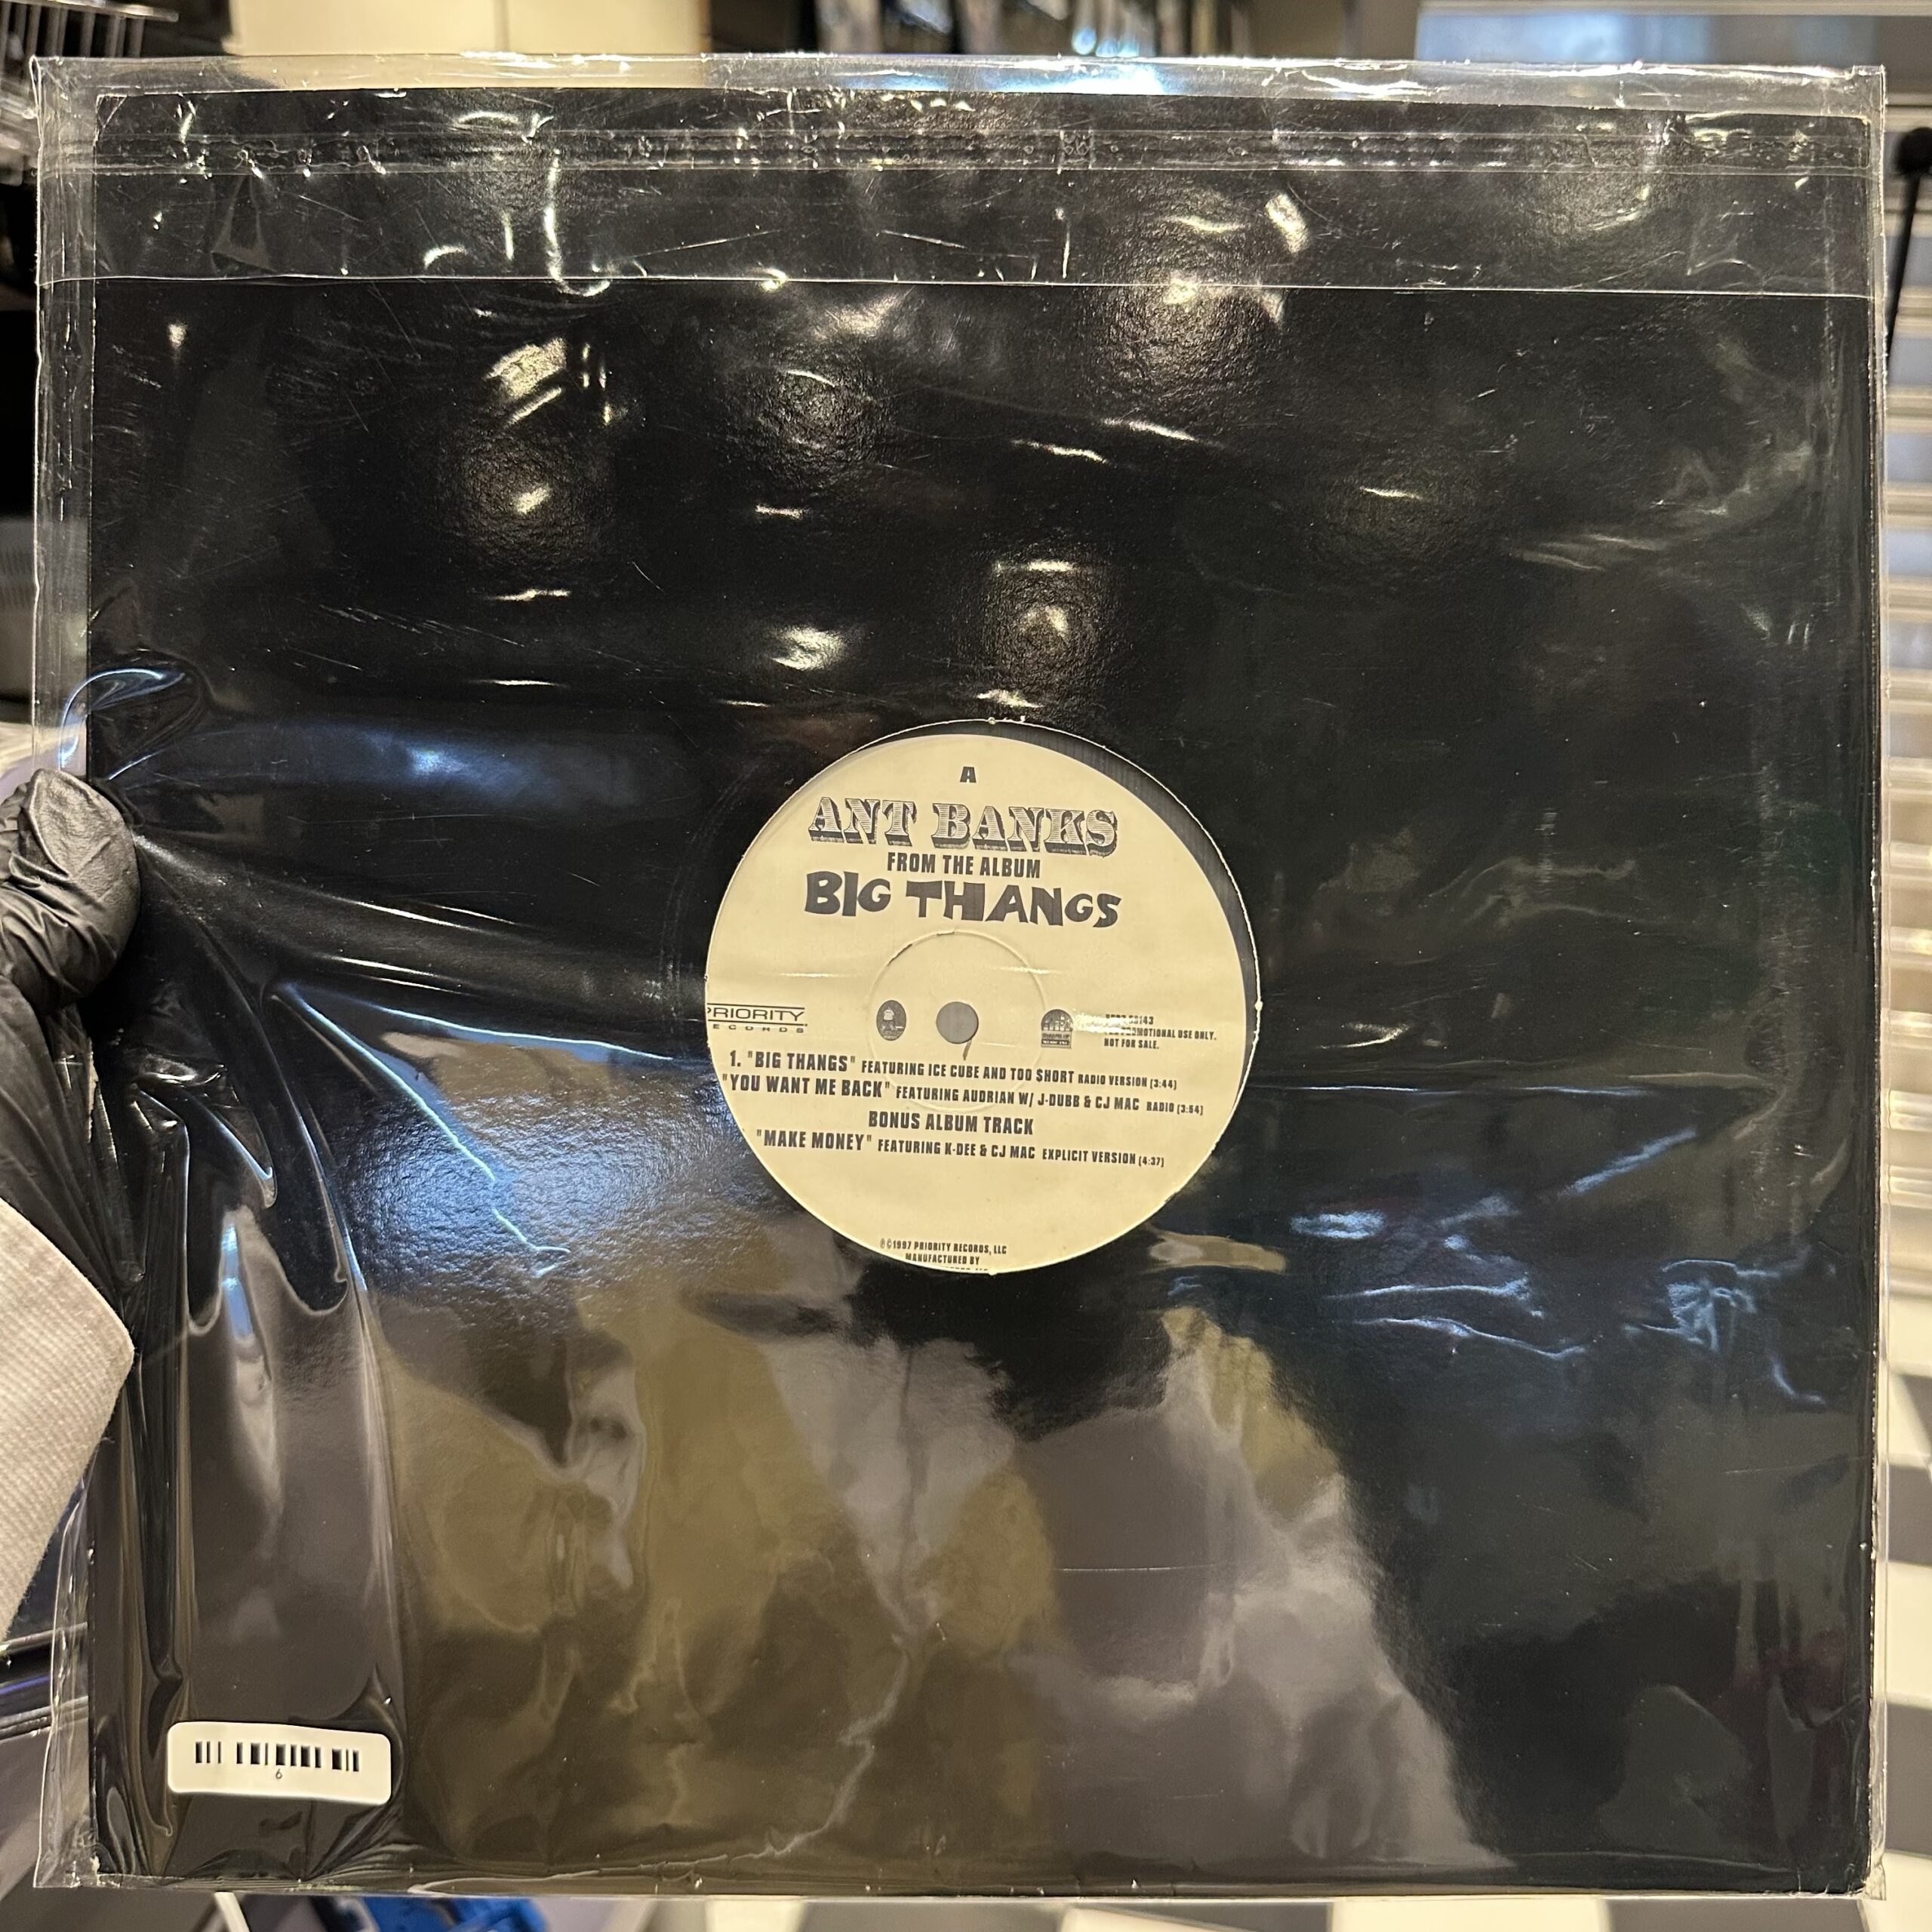 A
ANT BANKS
FROM THE ALBUM
BIG THANGS
PRIORITY
RECORDS
PROMOTIONAL USE ONLY.
NOT FOR SALE.
1. "BIG THANGS" FEATURING ICE CUBE AND TOO $HORT RADIO VERSION (3:44)
"YOU WANT ME BACK" FEATURING AUDRIAN W/ J-DUBB & CJ MAC RADIO (3:54)
BONUS ALBUM TRACK
"MAKE MONEY" FEATURING K-DEE & CJ MAC EXPLICIT VERSION (4:37)
℗©1997 PRIORITY RECORDS, LLC
MANUFACTURED BY
6